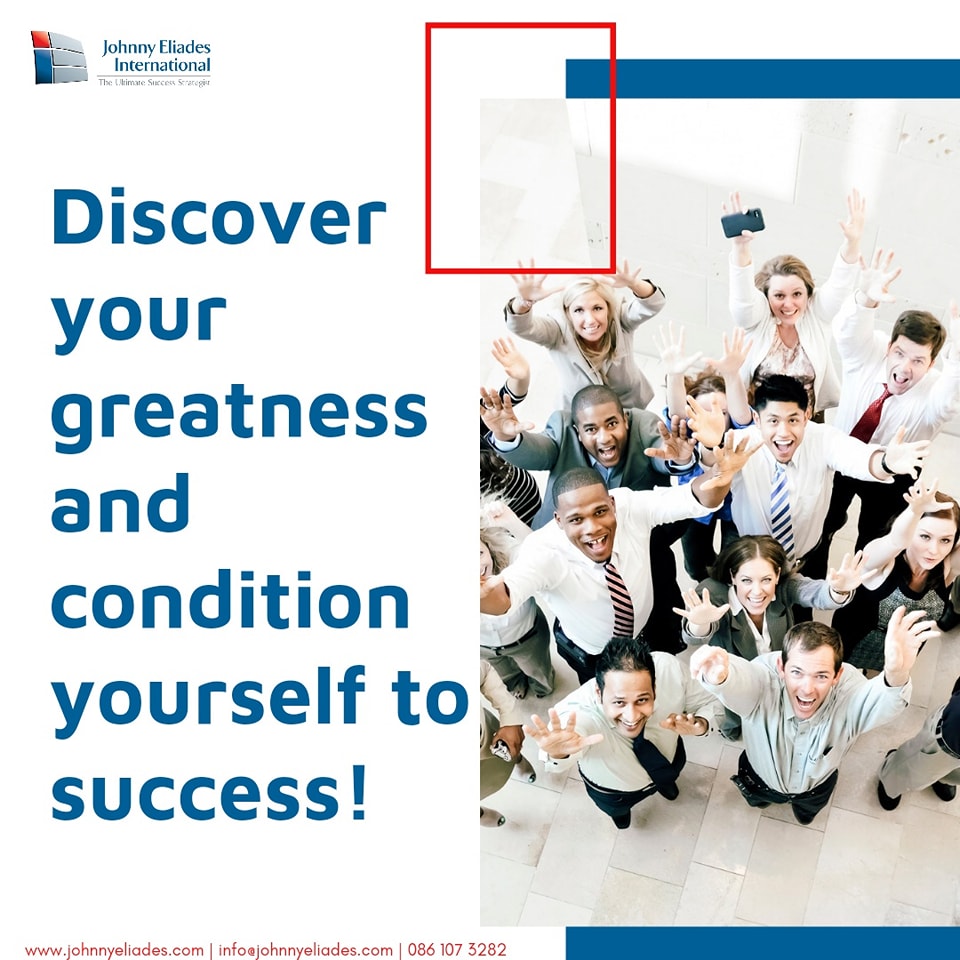 Johnny Eliades
International
The Ultimate Success Strategist
Discover
your
greatness
and
condition
yourself to
success!
www.johnnyeliades.com | info@johnnyeliades.com | 086 107 3282